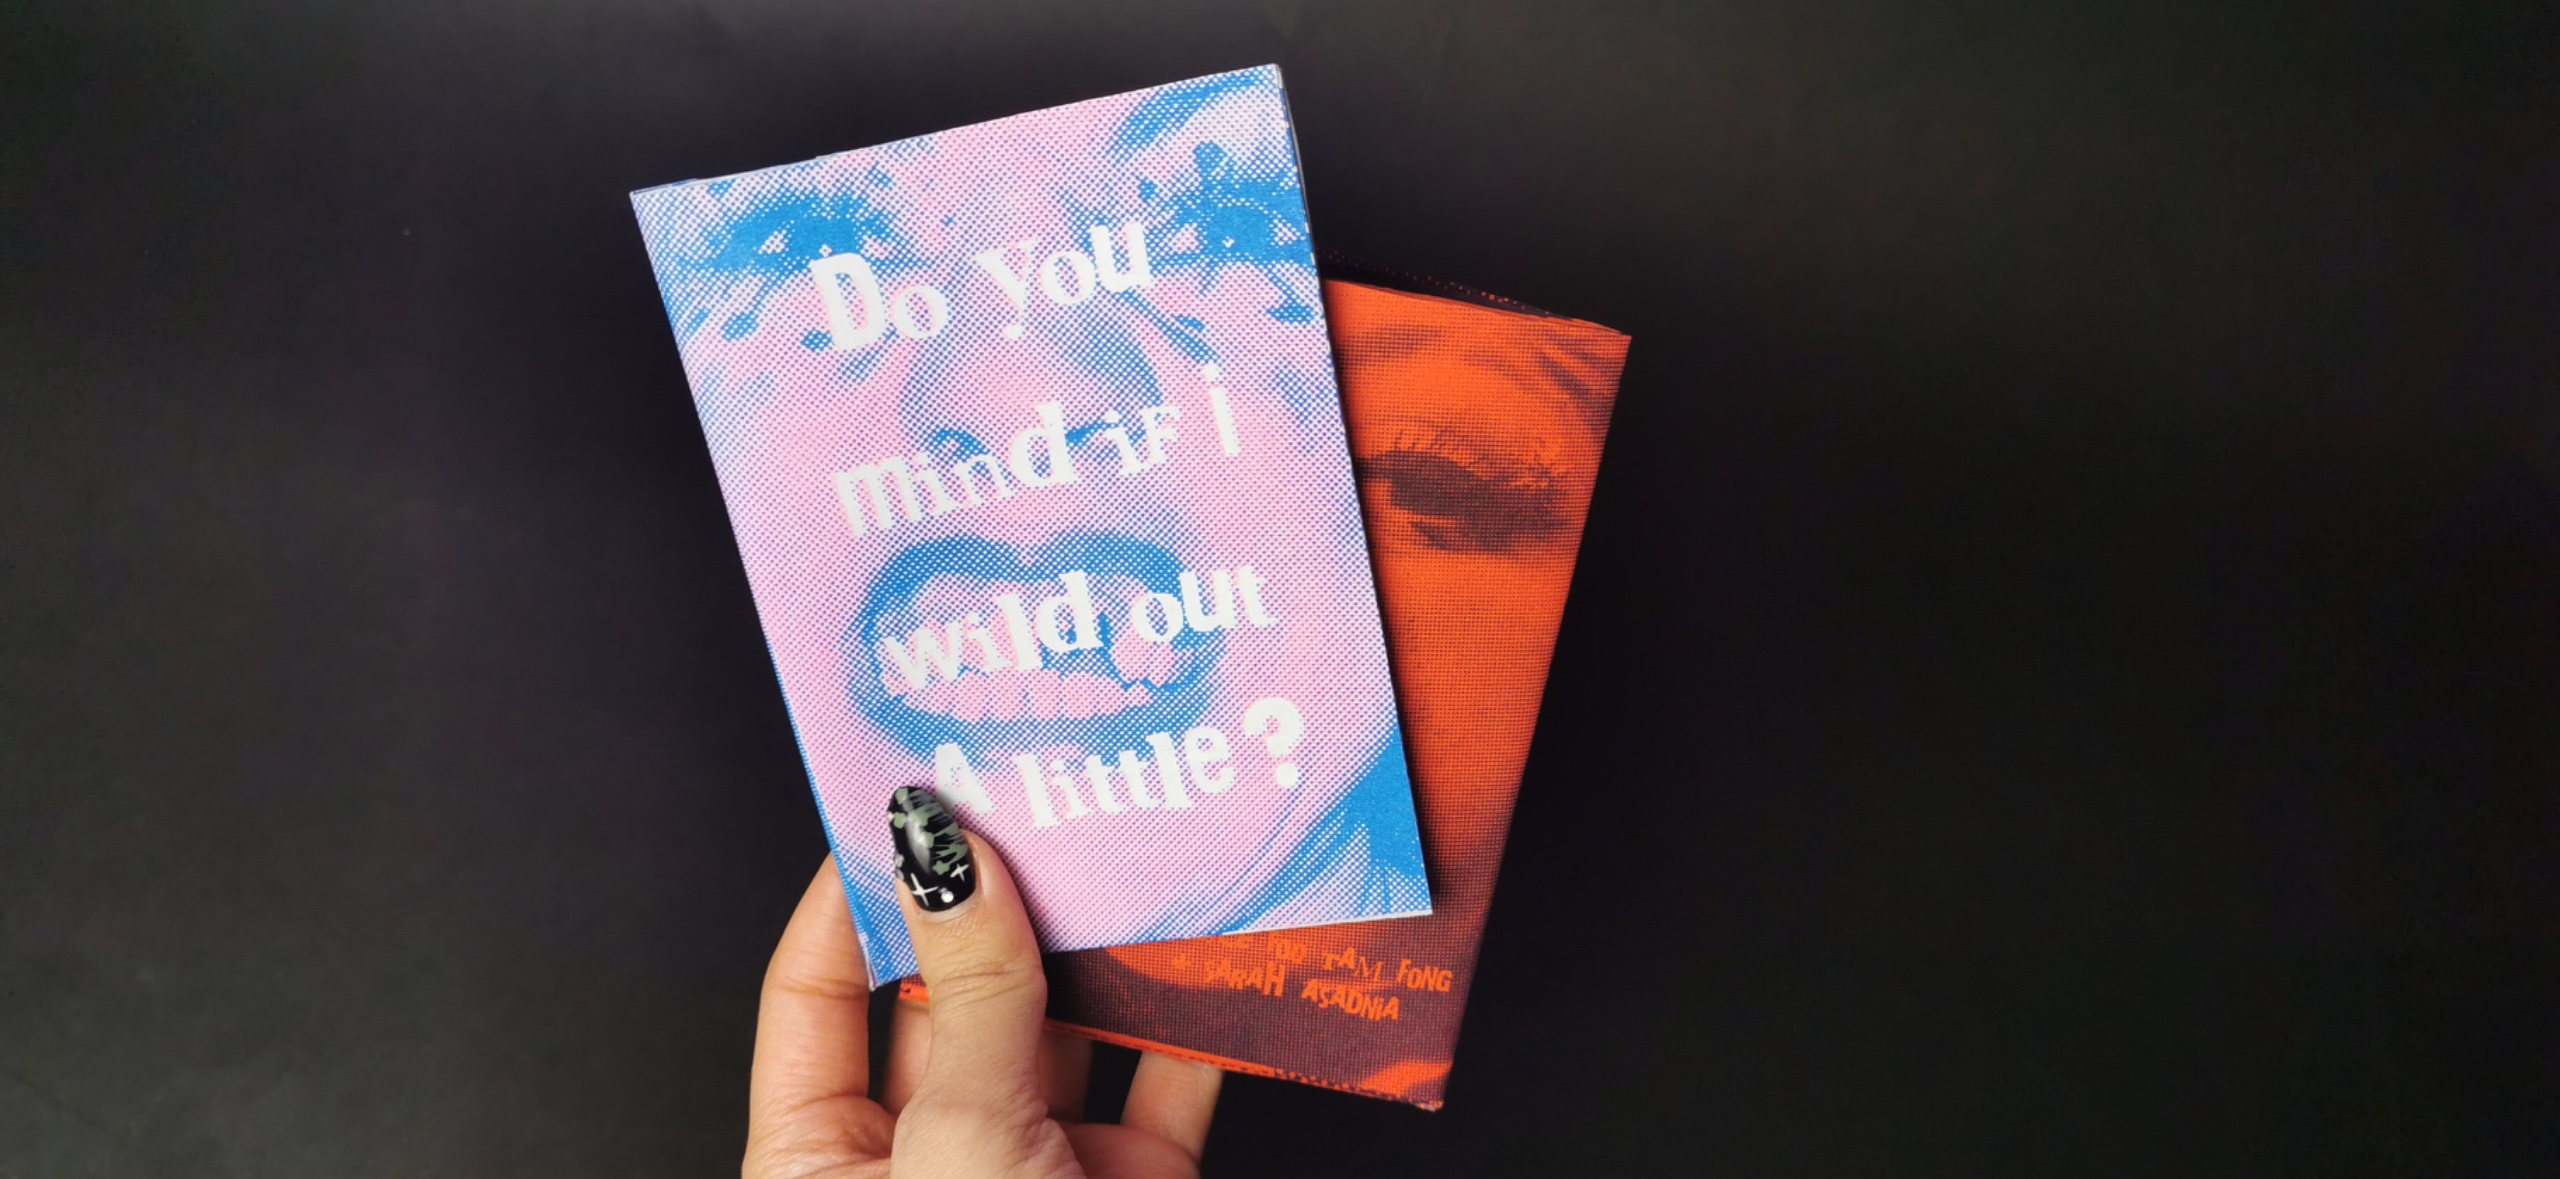 Do you
mind if i
wild out
A little?
TAM FONG
+ SARAH ASADNiA